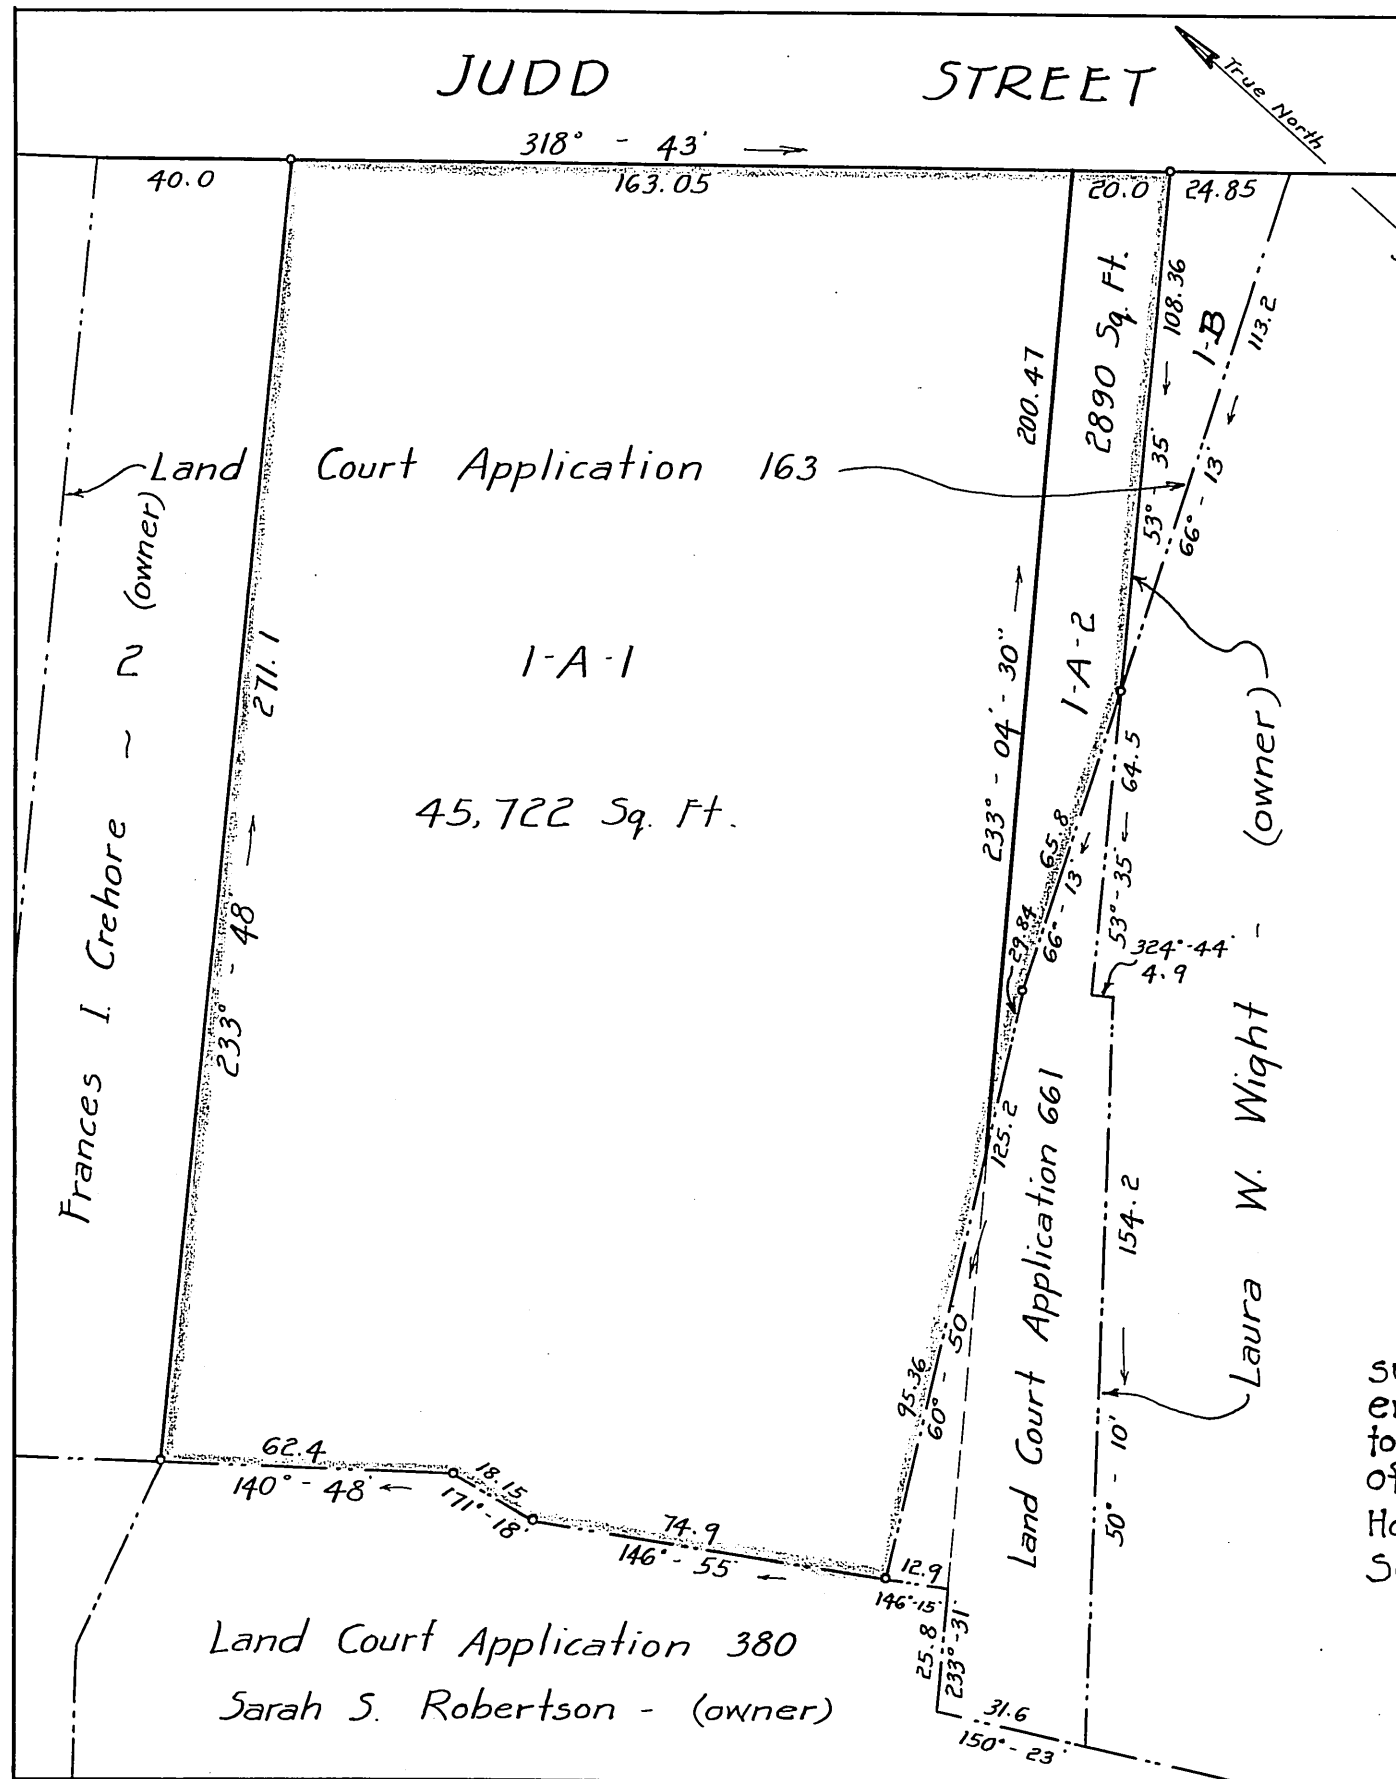 JUDD STREET
True North
318° - 43'
40.0
163.05
20.0
24.85
108.36
53° - 35'
1-B
113.2
66° - 13'
2890 Sq. Ft.
200.47
233° - 04' - 30"
Land Court Application 163
Frances I. Crehore - 2 (owner)
271.1
233° - 48'
1-A-1
45,722 Sq. Ft.
1-A-2
65.8
66° - 13'
29.84
64.5
53° - 35'
324° - 44'
4.9
125.2
Land Court Application 661
154.2
50° - 10'
Laura W. Wight - (owner)
95.36
60° - 50'
62.4
140° - 48'
18.15
171° - 18'
74.9
146° - 55'
12.9
146° - 15'
25.8
233° - 31'
31.6
150° - 23'
Land Court Application 380
Sarah S. Robertson - (owner)
su
to
of
Ho